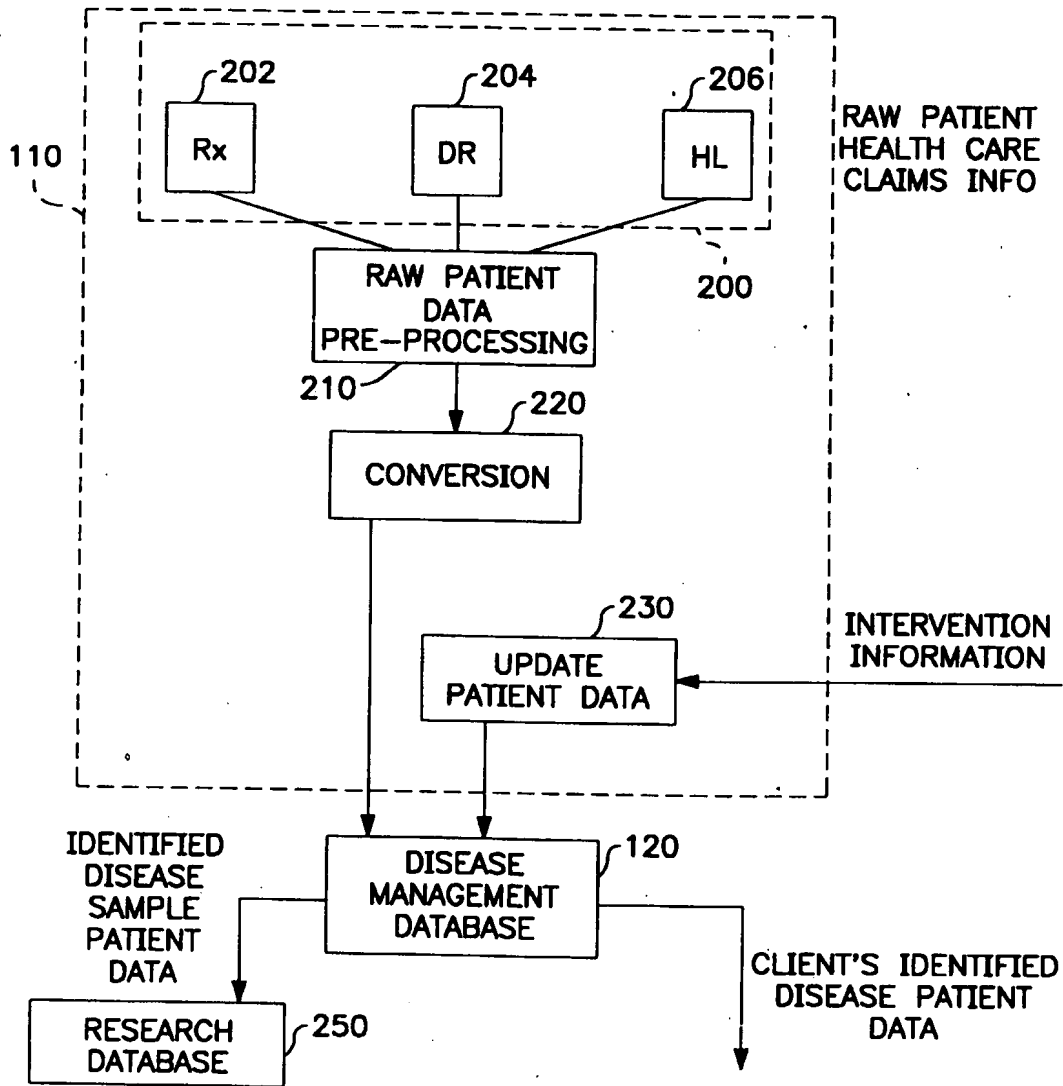 202
204
206
Rx
DR
HL
RAW PATIENT
HEALTH CARE
CLAIMS INFO
110
200
RAW PATIENT
DATA
PRE-PROCESSING
210
220
CONVERSION
230
UPDATE
PATIENT DATA
INTERVENTION
INFORMATION
IDENTIFIED
DISEASE
SAMPLE
PATIENT
DATA
DISEASE
MANAGEMENT
DATABASE
120
CLIENT'S IDENTIFIED
DISEASE PATIENT
DATA
RESEARCH
DATABASE
250